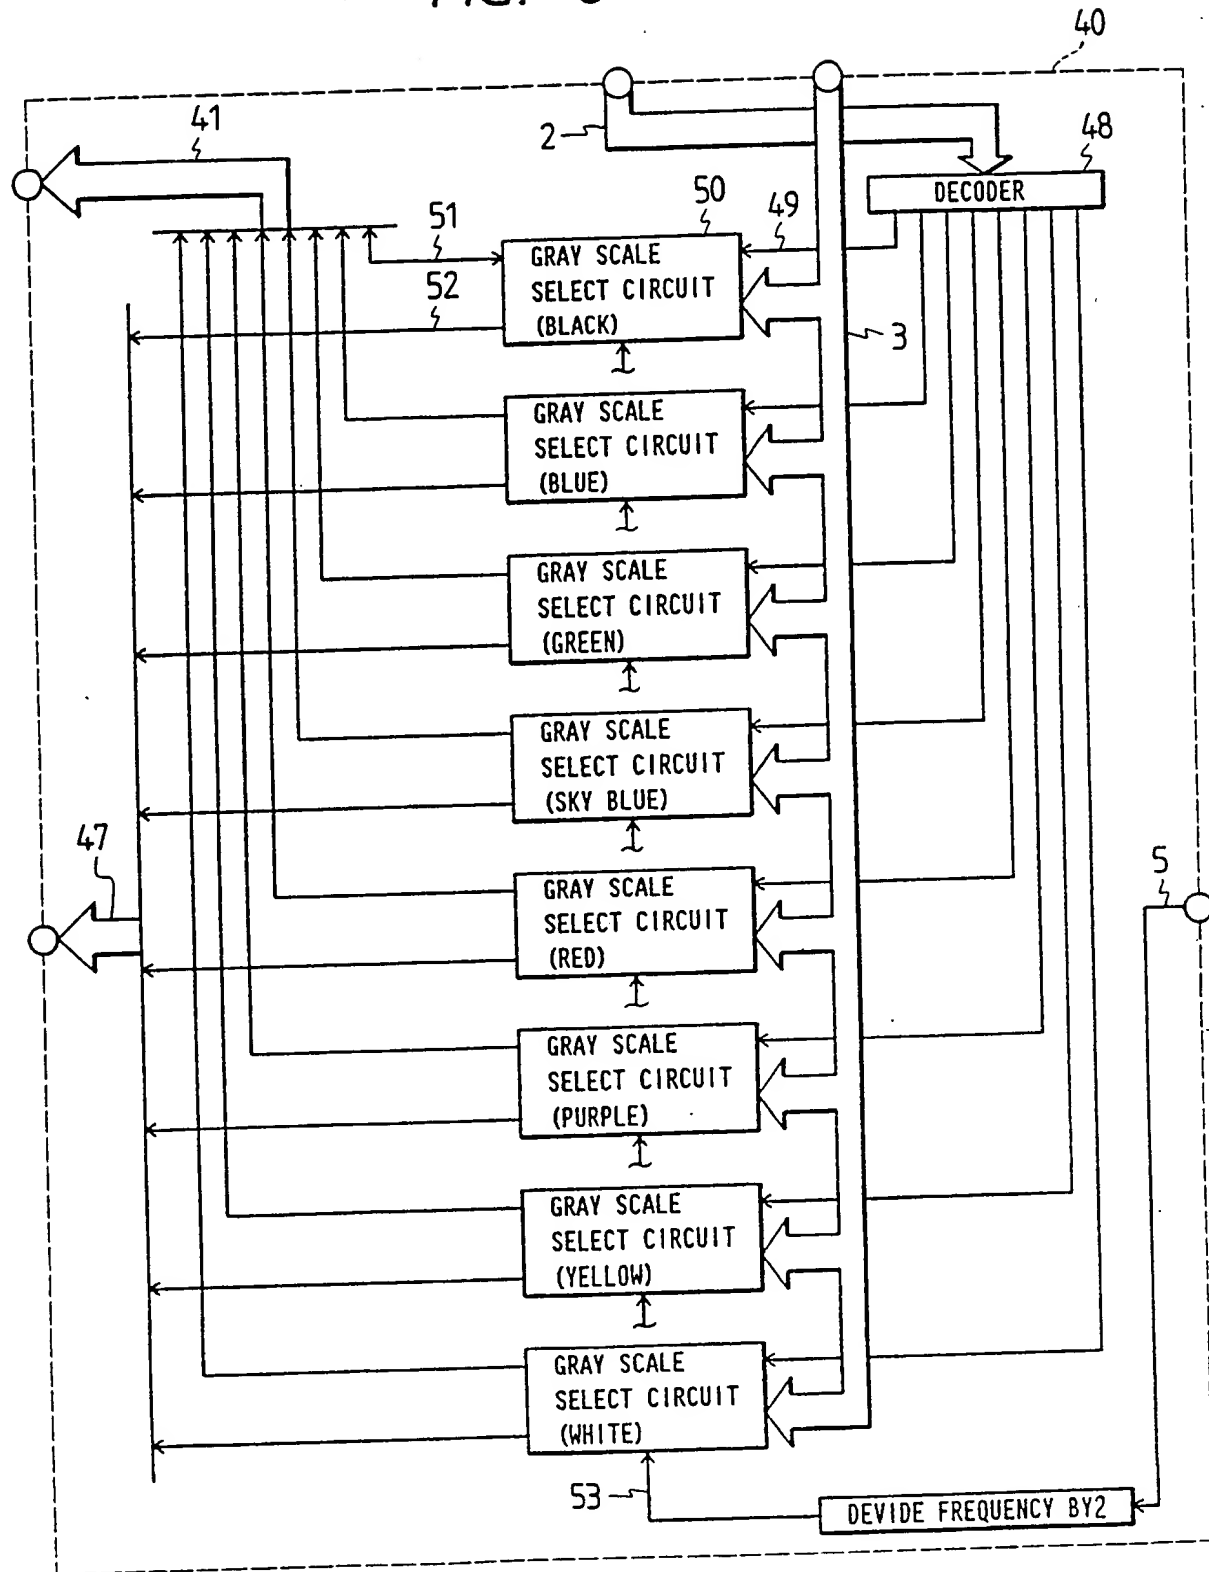 40
41
2
48
DECODER
50
49
51
GRAY SCALE
SELECT CIRCUIT
(BLACK)
52
3
GRAY SCALE
SELECT CIRCUIT
(BLUE)
GRAY SCALE
SELECT CIRCUIT
(GREEN)
GRAY SCALE
SELECT CIRCUIT
(SKY BLUE)
47
5
GRAY SCALE
SELECT CIRCUIT
(RED)
GRAY SCALE
SELECT CIRCUIT
(PURPLE)
GRAY SCALE
SELECT CIRCUIT
(YELLOW)
GRAY SCALE
SELECT CIRCUIT
(WHITE)
53
DEVIDE FREQUENCY BY2